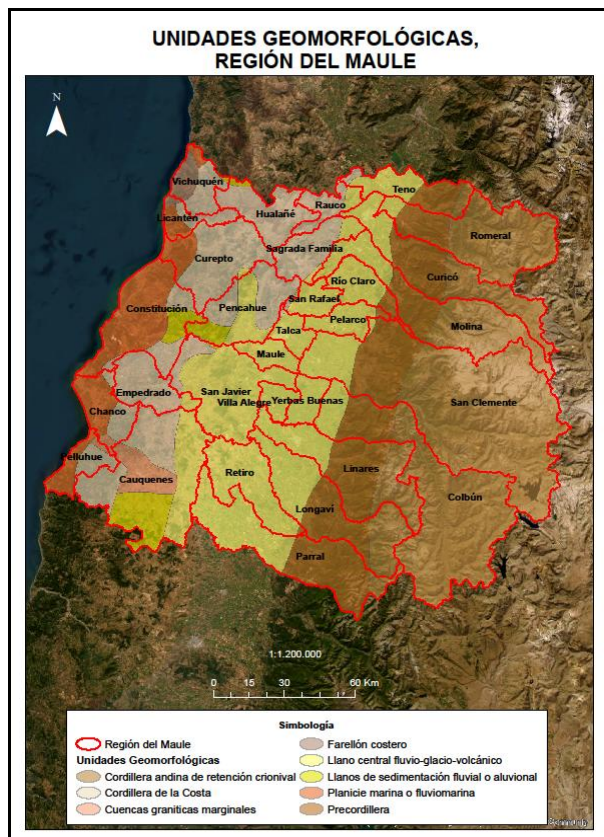 UNIDADES GEOMORFOLÓGICAS,
REGIÓN DEL MAULE
N
Vichuquén
Teno
Rauco
Licantén
Hualañé
Romeral
Sagrada Familia
Curepto
Curicó
Río Claro
Constitución
Pencahue
San Rafael
Pelarco
Molina
Talca
Maule
Empedrado
San Javier
Villa Alegre
Yerbas Buenas
San Clemente
Chanco
Pelluhue
Cauquenes
Retiro
Linares
Colbún
Longaví
Parral
1:1.200.000
0 15 30 60 Km
Simbología
Región del Maule
Unidades Geomorfológicas
Cordillera andina de retención crionival
Cordillera de la Costa
Cuencas graniticas marginales
Farellón costero
Llano central fluvio-glacio-volcánico
Llanos de sedimentación fluvial o aluvional
Planicie marina o fluviomarina
Precordillera